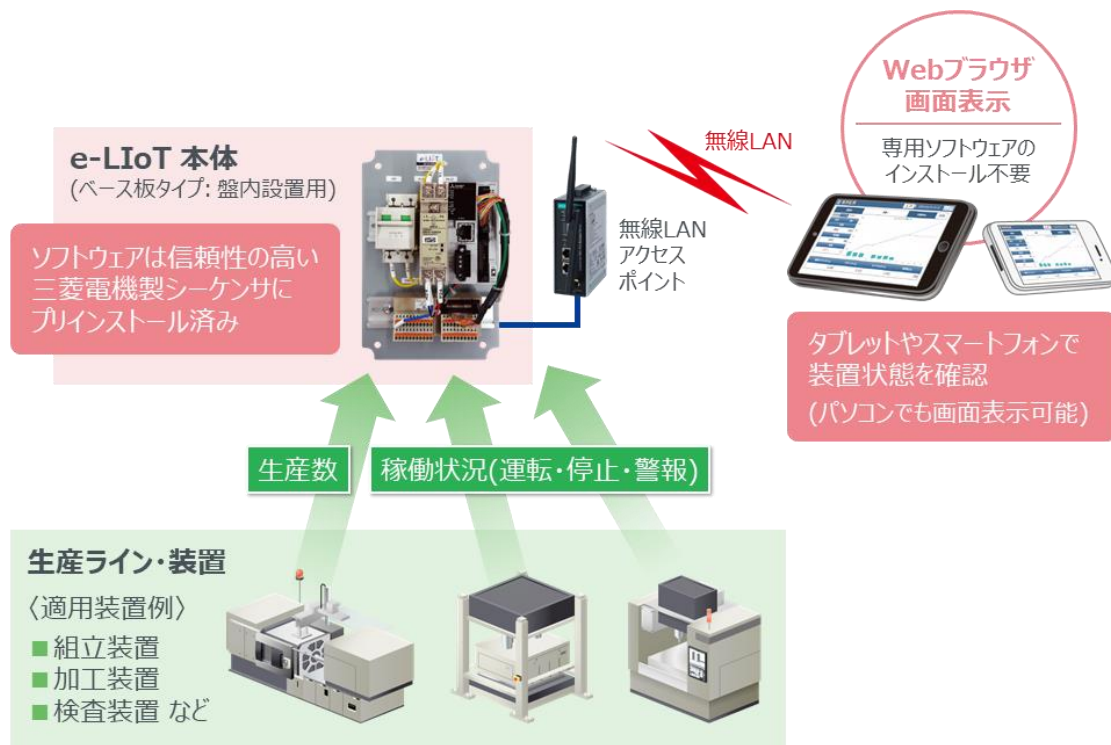 e-LIoT 本体
(ベース板タイプ: 盤内設置用)
ソフトウェアは信頼性の高い
三菱電機製シーケンサに
プリインストール済み
無線LAN
アクセス
ポイント
無線LAN
Webブラウザ
画面表示
専用ソフトウェアの
インストール不要
タブレットやスマートフォンで
装置状態を確認
(パソコンでも画面表示可能)
生産数
稼働状況(運転・停止・警報)
生産ライン・装置
〈適用装置例〉
■組立装置
■加工装置
■検査装置 など